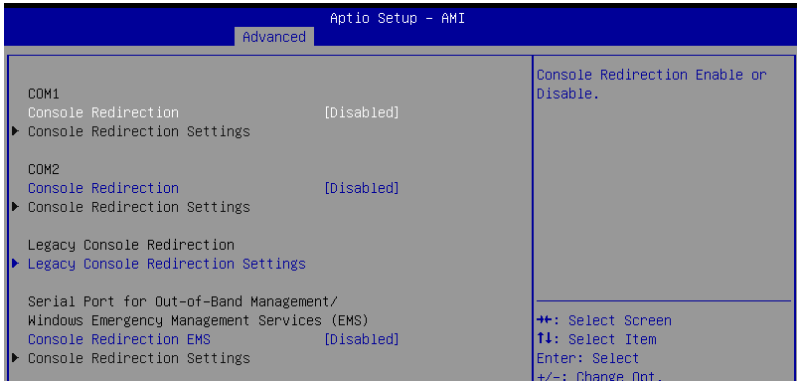 Aptio Setup – AMI
Advanced
COM1
Console Redirection [Disabled]
Console Redirection Settings
COM2
Console Redirection [Disabled]
Console Redirection Settings
Legacy Console Redirection
Legacy Console Redirection Settings
Serial Port for Out-of-Band Management/
Windows Emergency Management Services (EMS)
Console Redirection EMS [Disabled]
Console Redirection Settings
Console Redirection Enable or
Disable.
→←: Select Screen
↑↓: Select Item
Enter: Select
+/-: Change Opt.